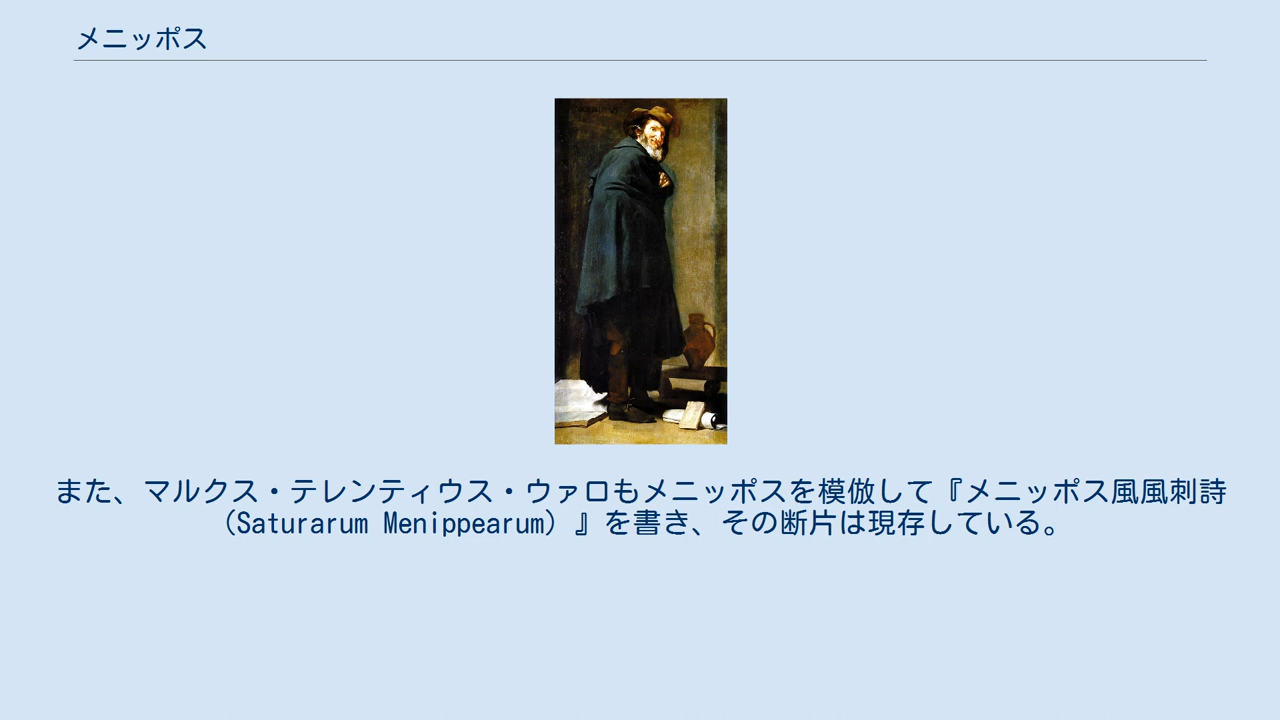 メニッポス
また、マルクス・テレンティウス・ウァロもメニッポスを模倣して『メニッポス風風刺詩
（Saturarum Menippearum）』を書き、その断片は現存している。